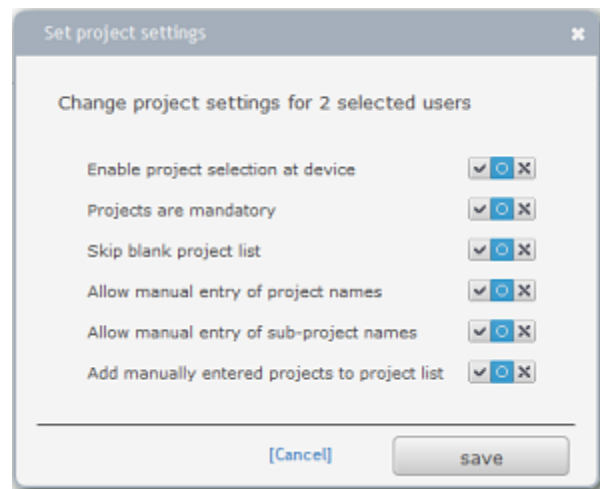 Set project settings
Change project settings for 2 selected users
Enable project selection at device
Projects are mandatory
Skip blank project list
Allow manual entry of project names
Allow manual entry of sub-project names
Add manually entered projects to project list
[Cancel]
save